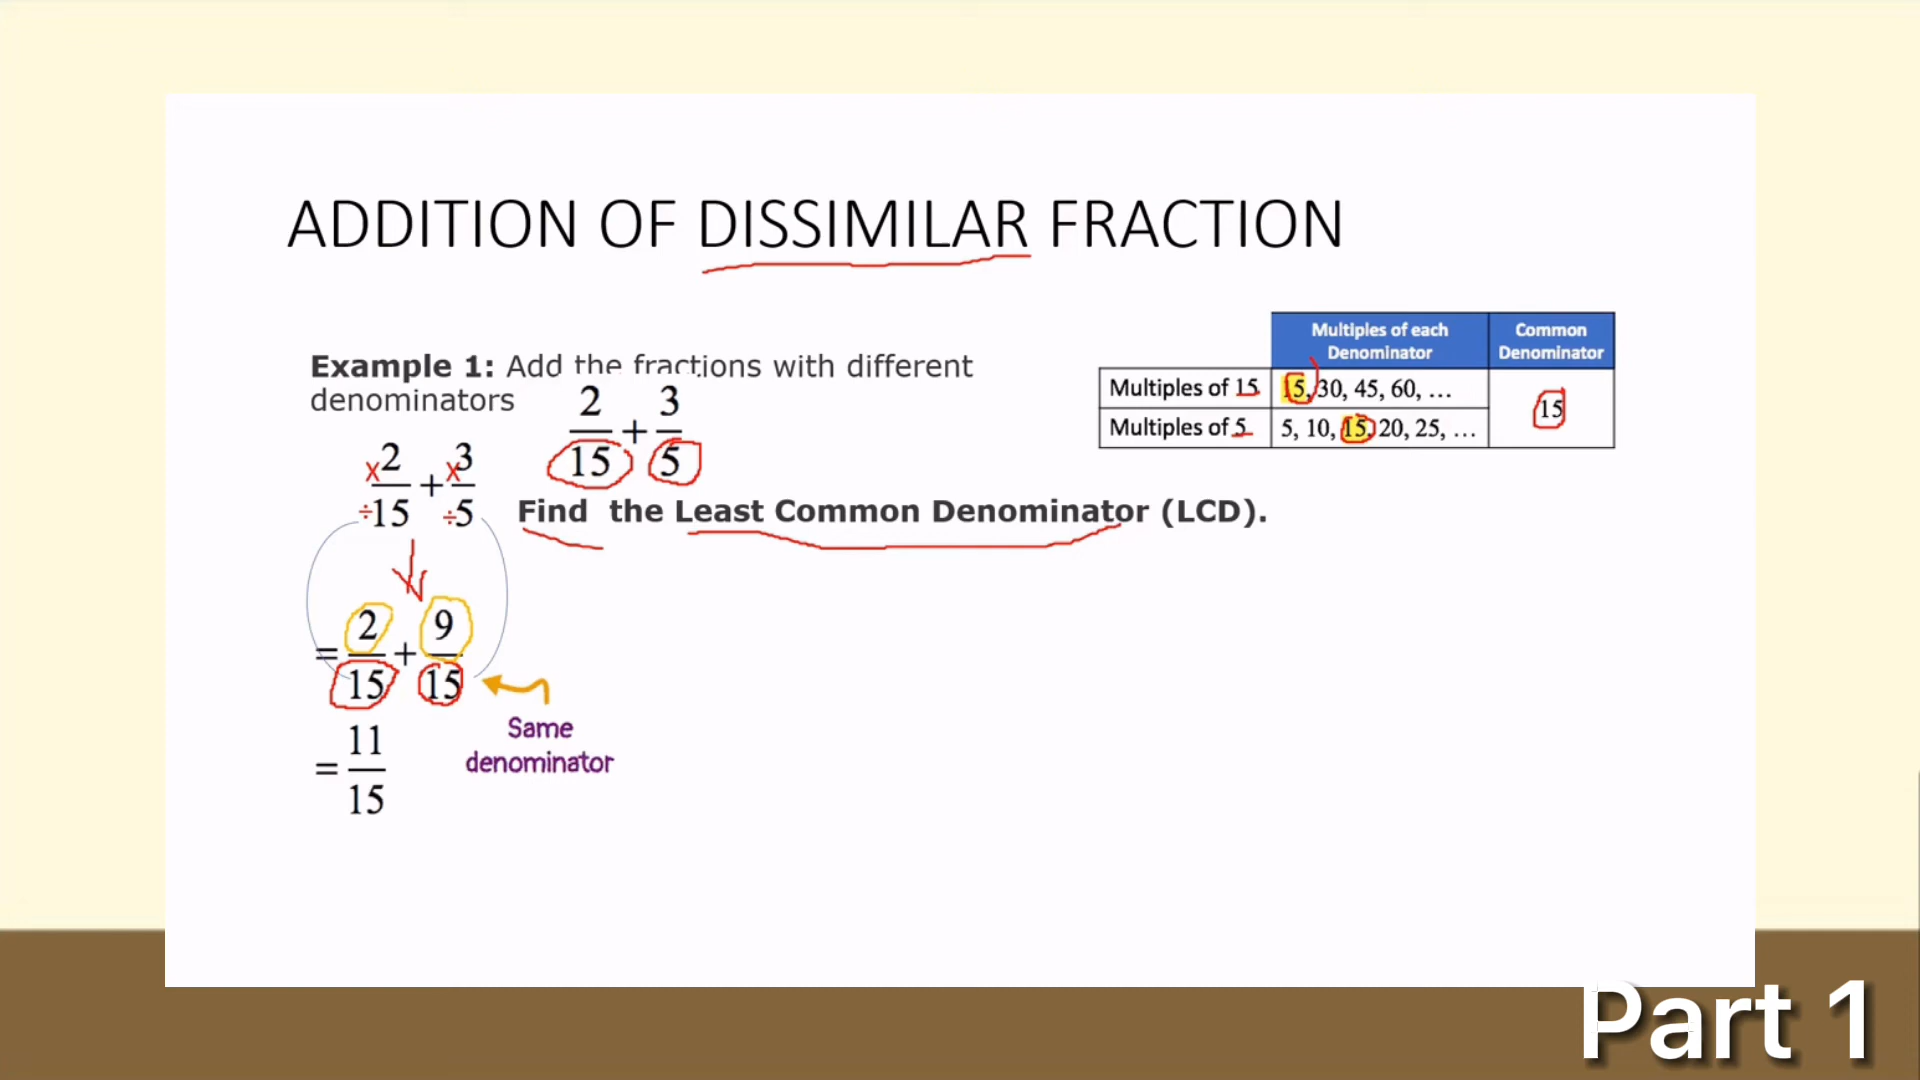 ADDITION OF DISSIMILAR FRACTION
Example 1: Add the fractions with different
denominators
2/15 + 3/5
Multiples of each Denominator | Common Denominator
Multiples of 15 | 15, 30, 45, 60, ... | 15
Multiples of 5 | 5, 10, 15, 20, 25, ...
x2/÷15 + x3/÷5
Find the Least Common Denominator (LCD).
= 2/15 + 9/15
Same
denominator
= 11/15
Part 1